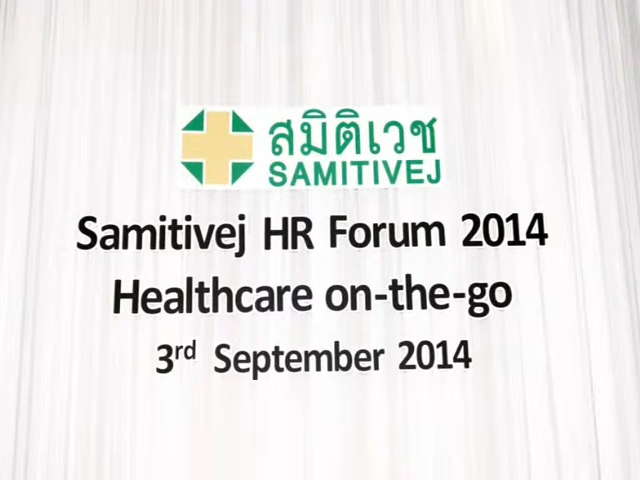 สมิติเวช
SAMITIVEJ
Samitivej HR Forum 2014
Healthcare on-the-go
3rd September 2014